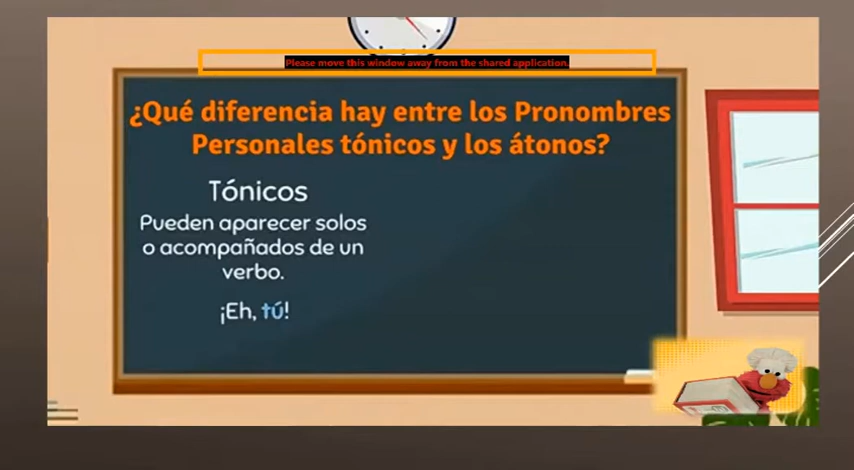 Please move this window away from the shared application.
¿Qué diferencia hay entre los Pronombres
Personales tónicos y los átonos?
Tónicos
Pueden aparecer solos
o acompañados de un
verbo.
¡Eh, tú!